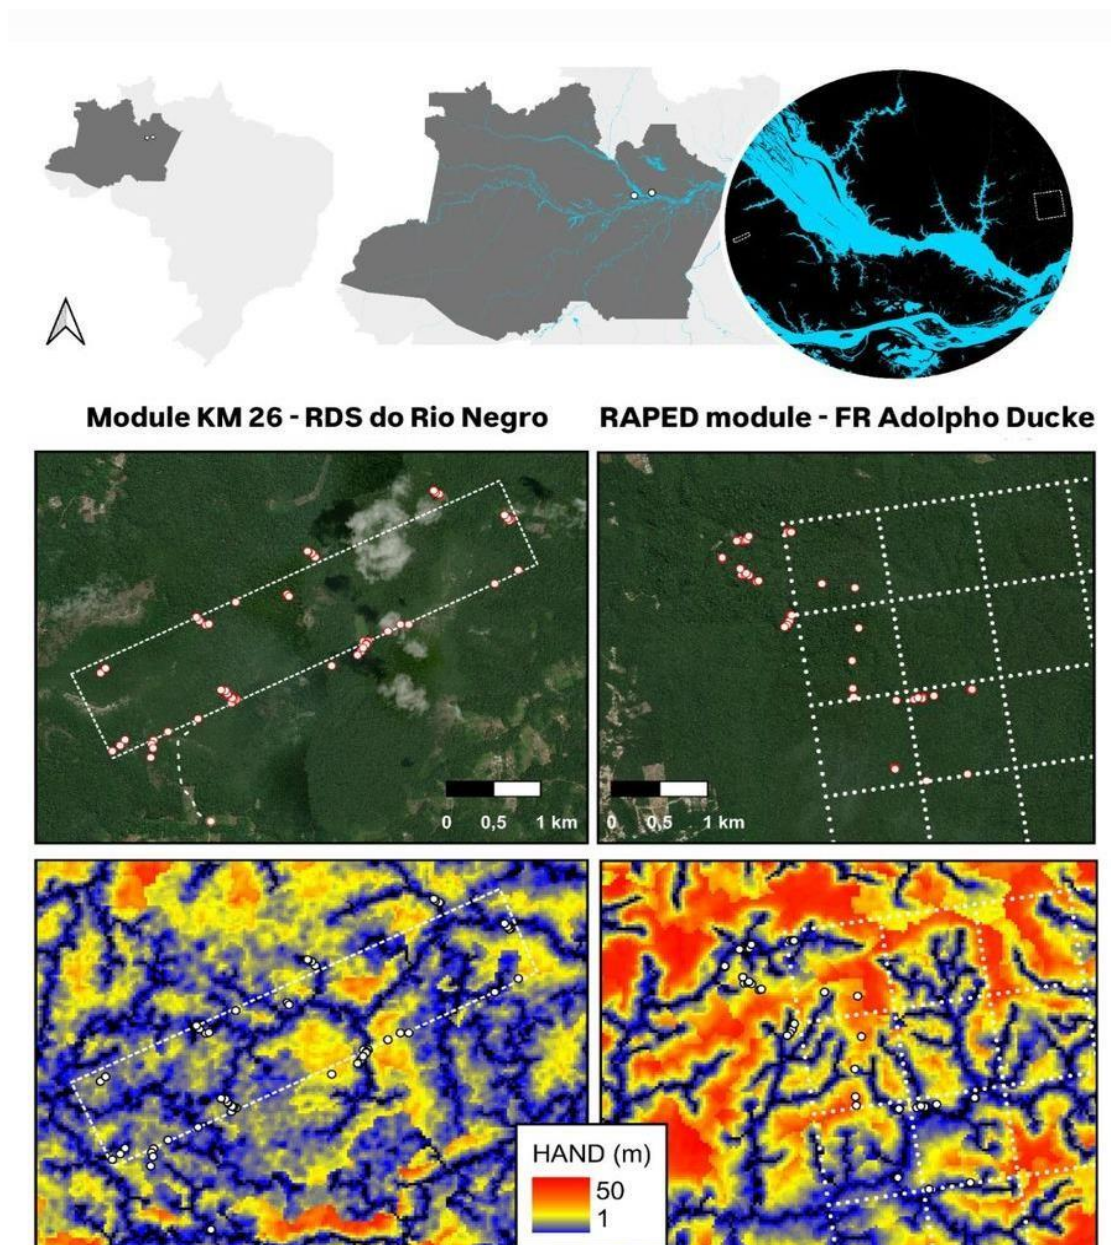 Module KM 26 - RDS do Rio Negro
RAPED module - FR Adolpho Ducke
0 0,5 1 km
0 0,5 1 km
HAND (m)
50
1